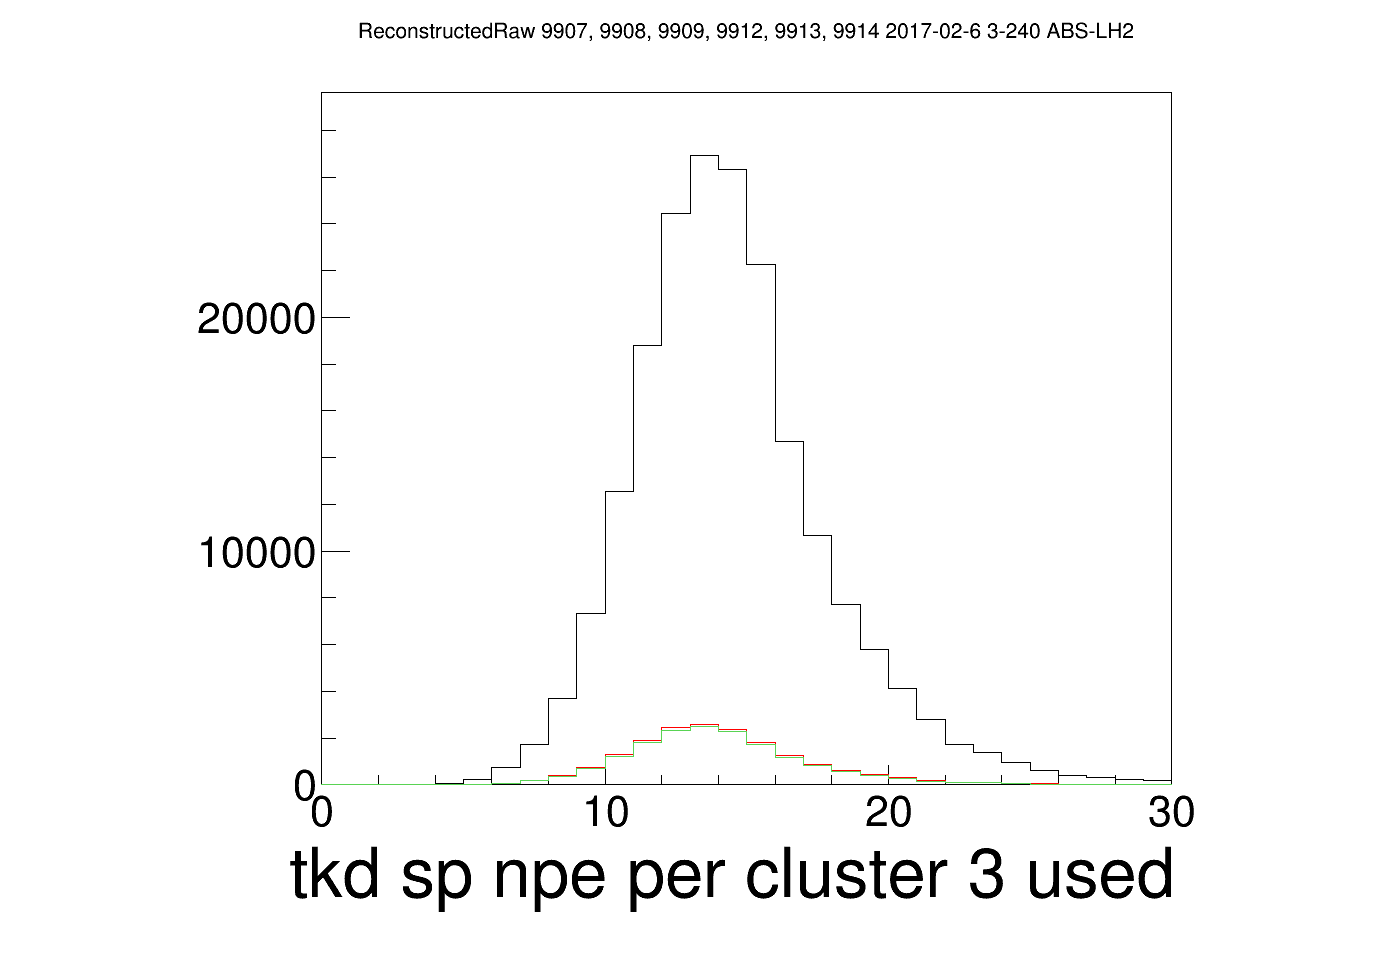 ReconstructedRaw 9907, 9908, 9909, 9912, 9913, 9914 2017-02-6 3-240 ABS-LH2
20000
10000
0
0 10 20 30
tkd sp npe per cluster 3 used